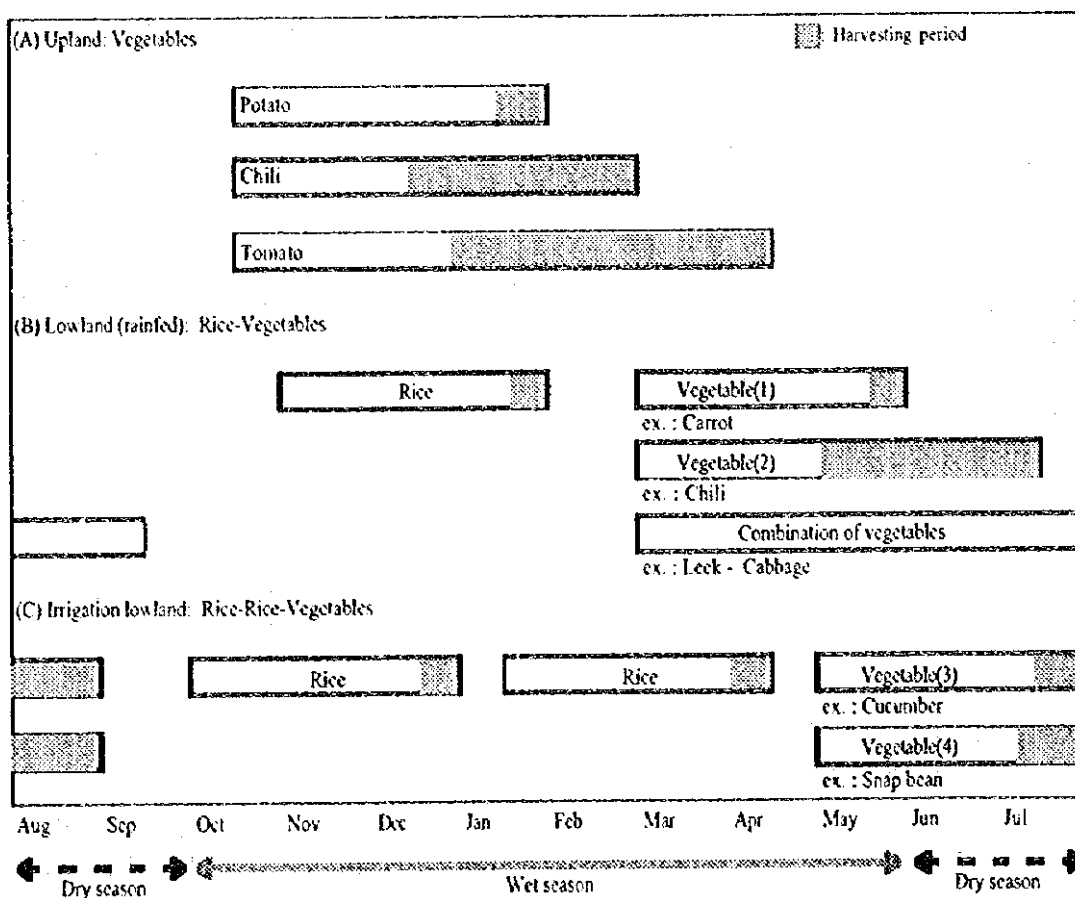 (A) Upland: Vegetables
Harvesting period
Potato
Chili
Tomato
(B) Lowland (rainfed): Rice-Vegetables
Rice
Vegetable(1)
ex. : Carrot
Vegetable(2)
ex. : Chili
Combination of vegetables
ex. : Leek - Cabbage
(C) Irrigation lowland: Rice-Rice-Vegetables
Rice Rice Vegetable(3)
ex. : Cucumber
Vegetable(4)
ex. : Snap bean
Aug Sep Oct Nov Dec Jan Feb Mar Apr May Jun Jul
Dry season Wet season Dry season